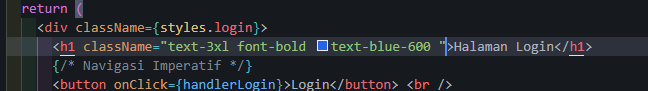 return (
<div className={styles.login}>
<h1 className="text-3xl font-bold text-blue-600 ">Halaman Login</h1>
{/* Navigasi Imperatif */}
<button onClick={handlerLogin}>Login</button> <br />